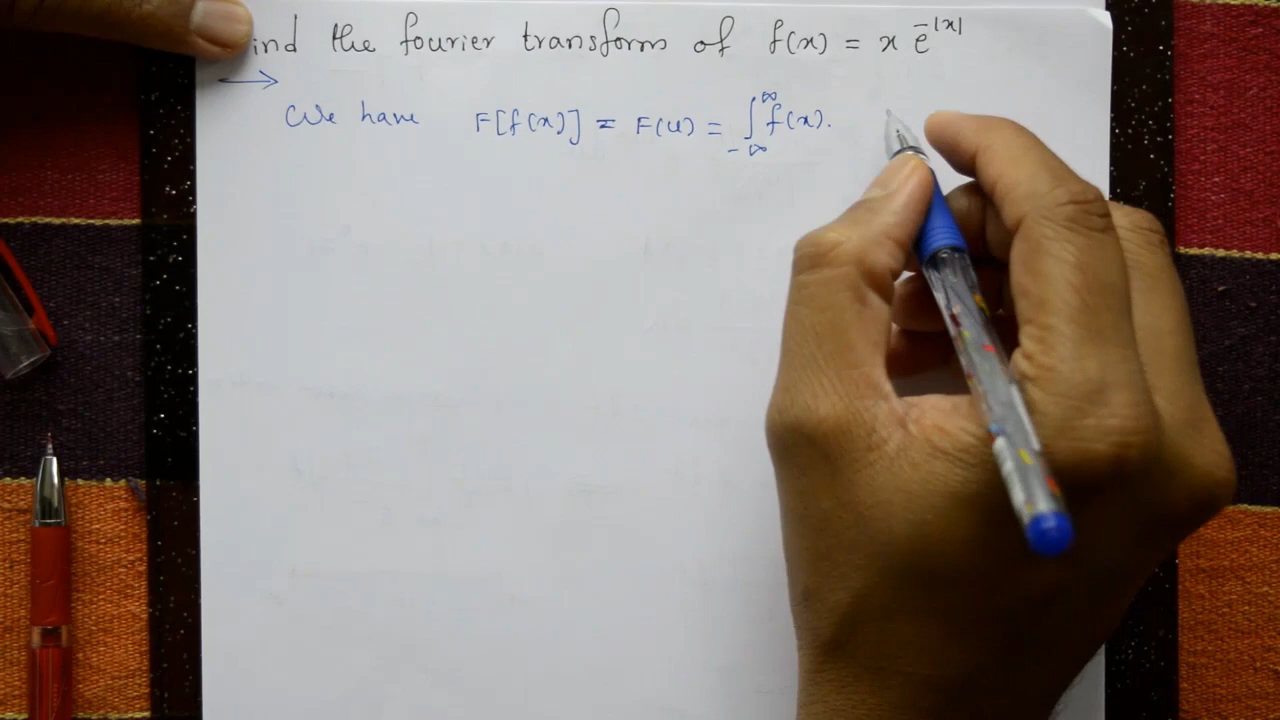 ind the fourier transform of f(x) = x e^{-|x|}
→ We have F[f(x)] = F(u) = ∫_{-∞}^{∞} f(x).